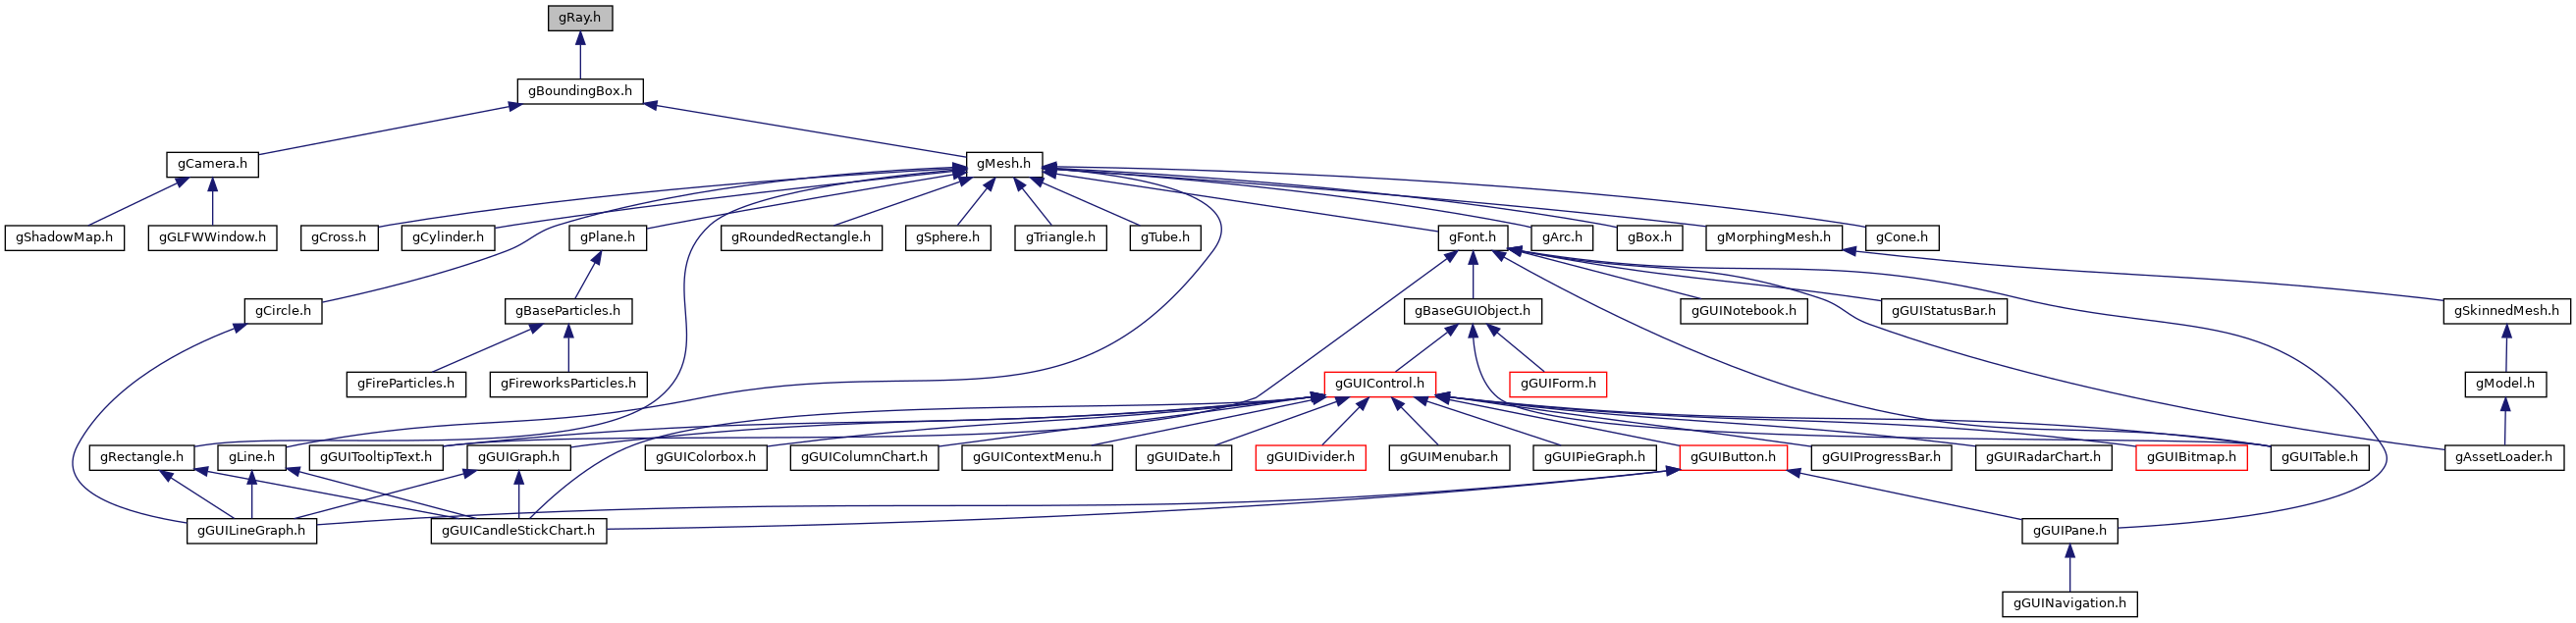 gRay.h
gBoundingBox.h
gCamera.h
gMesh.h
gShadowMap.h
gGLFWWindow.h
gCross.h
gCylinder.h
gPlane.h
gRoundedRectangle.h
gSphere.h
gTriangle.h
gTube.h
gFont.h
gArc.h
gBox.h
gMorphingMesh.h
gCone.h
gCircle.h
gBaseParticles.h
gBaseGUIObject.h
gGUINotebook.h
gGUIStatusBar.h
gSkinnedMesh.h
gFireParticles.h
gFireworksParticles.h
gGUIControl.h
gGUIForm.h
gModel.h
gRectangle.h
gLine.h
gGUITooltipText.h
gGUIGraph.h
gGUIColorbox.h
gGUIColumnChart.h
gGUIContextMenu.h
gGUIDate.h
gGUIDivider.h
gGUIMenubar.h
gGUIPieGraph.h
gGUIButton.h
gGUIProgressBar.h
gGUIRadarChart.h
gGUIBitmap.h
gGUITable.h
gAssetLoader.h
gGUILineGraph.h
gGUICandleStickChart.h
gGUIPane.h
gGUINavigation.h